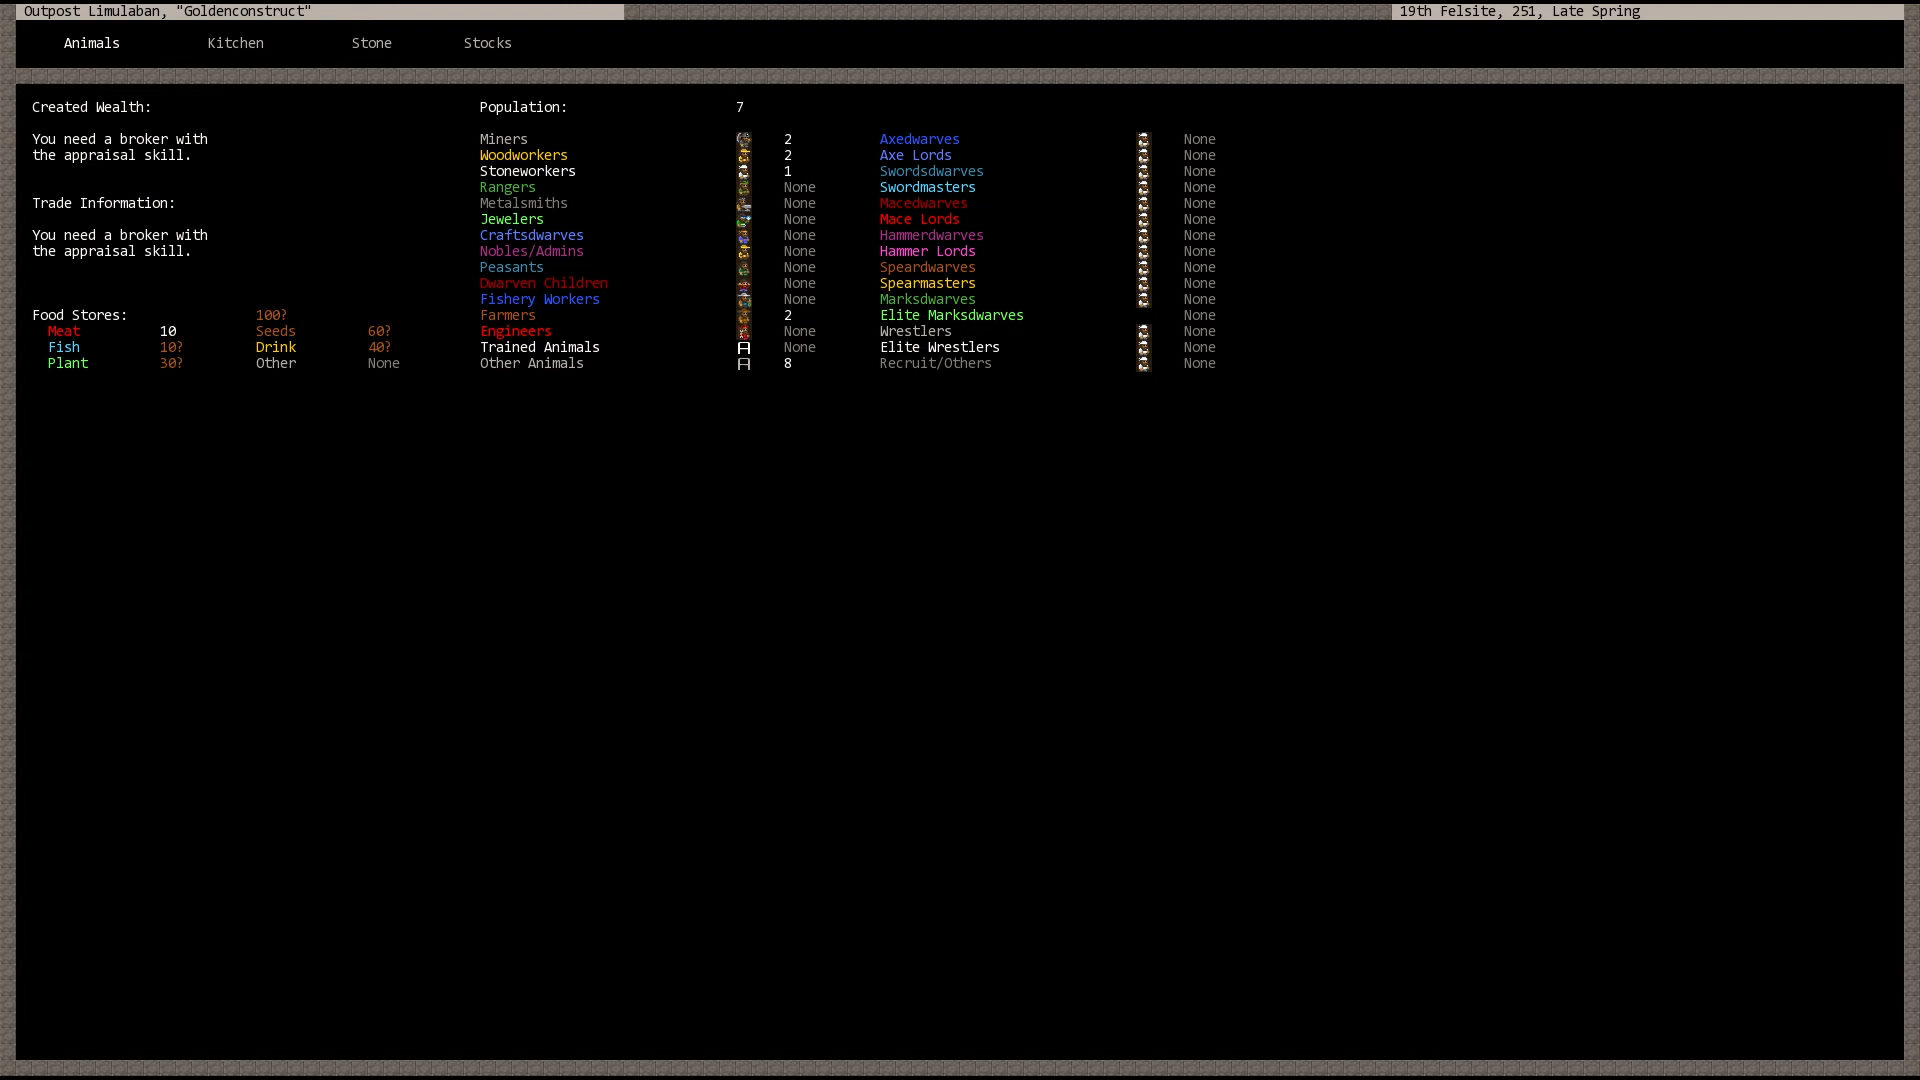 Outpost Limulaban, "Goldenconstruct" 19th Felsite, 251, Late Spring
Animals Kitchen Stone Stocks
Created Wealth: Population: 7
You need a broker with Miners 2 Axedwarves None
the appraisal skill. Woodworkers 2 Axe Lords None
Stoneworkers 1 Swordsdwarves None
Rangers None Swordmasters None
Trade Information: Metalsmiths None Macedwarves None
Jewelers None Mace Lords None
You need a broker with Craftsdwarves None Hammerdwarves None
the appraisal skill. Nobles/Admins None Hammer Lords None
Peasants None Speardwarves None
Dwarven Children None Spearmasters None
Fishery Workers None Marksdwarves None
Food Stores: 100? Farmers 2 Elite Marksdwarves None
Meat 10 Seeds 60? Engineers None Wrestlers None
Fish 10? Drink 40? Trained Animals A None Elite Wrestlers None
Plant 30? Other None Other Animals A 8 Recruit/Others None